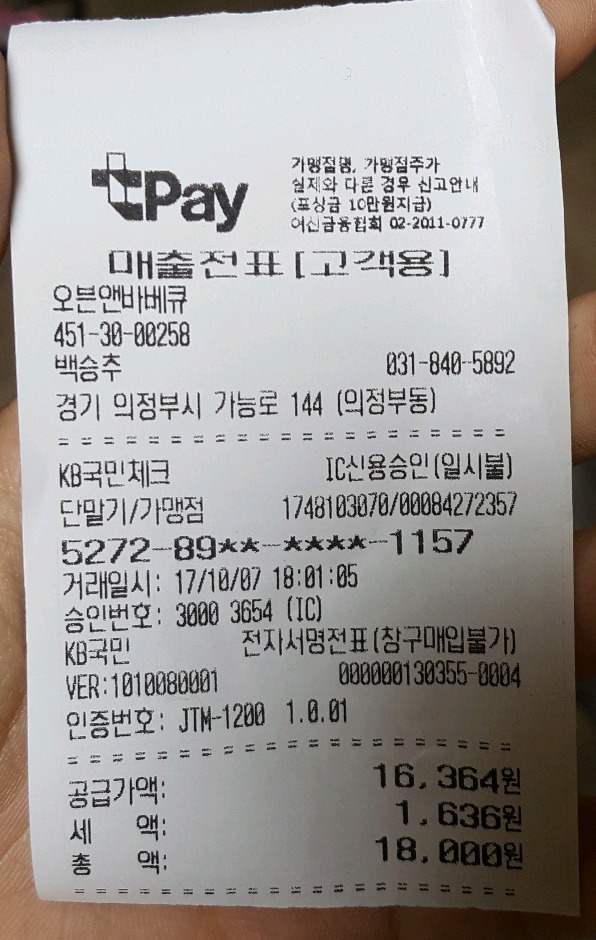 tPay
가맹점명, 가맹점주가
실제와 다른 경우 신고안내
(포상금 10만원지급)
여신금융협회 02-2011-0777
매출전표[고객용]
오븐앤바베큐
451-30-00258
백승추 031-840-5892
경기 의정부시 가능로 144 (의정부동)
KB국민체크 IC신용승인(일시불)
단말기/가맹점 1748103070/00084272357
5272-89**-****-1157
거래일시: 17/10/07 18:01:05
승인번호: 3000 3654 (IC)
KB국민 전자서명전표(창구매입불가)
VER:1010080001 000000130355-0004
인증번호: JTM-1200 1.0.01
공급가액: 16,364원
세 액: 1,636원
총 액: 18,000원